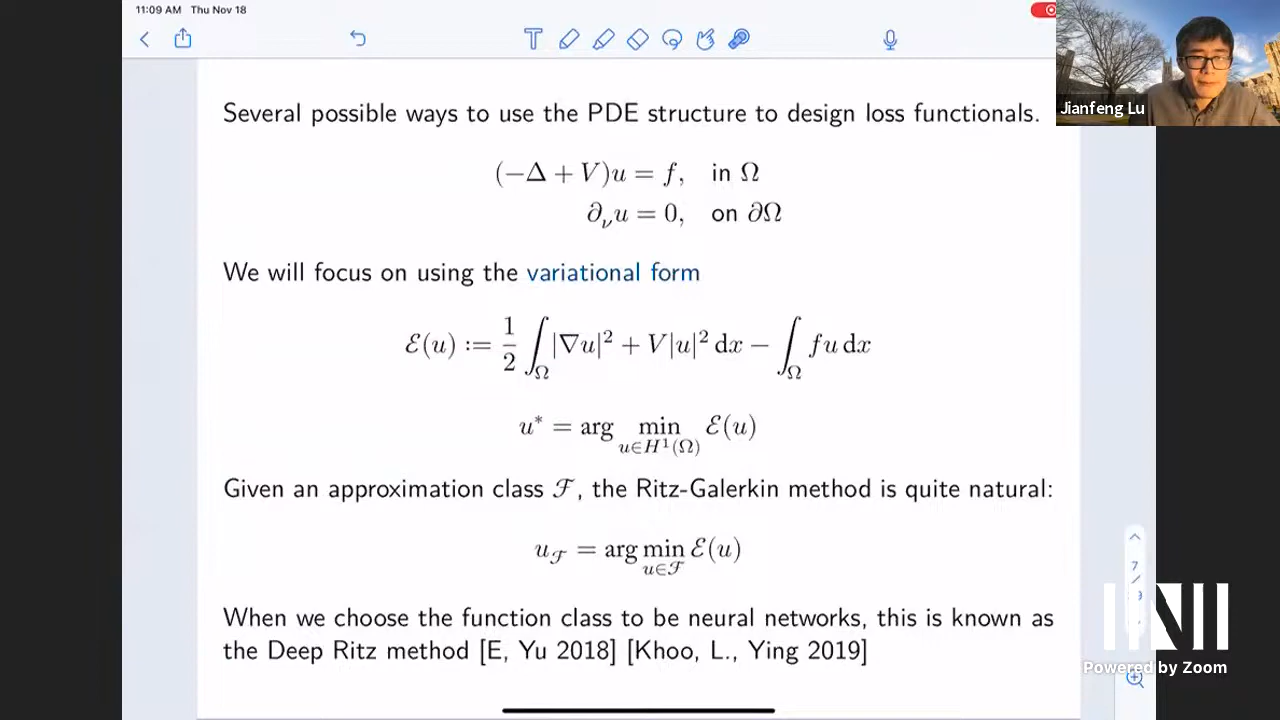 11:09 AM Thu Nov 18
Jianfeng Lu
Several possible ways to use the PDE structure to design loss functionals.
(−Δ + V)u = f, in Ω
∂_ν u = 0, on ∂Ω
We will focus on using the variational form
ℰ(u) := 1/2 ∫_Ω |∇u|² + V|u|² dx − ∫_Ω fu dx
u* = arg min_{u∈H¹(Ω)} ℰ(u)
Given an approximation class ℱ, the Ritz-Galerkin method is quite natural:
u_ℱ = arg min_{u∈ℱ} ℰ(u)
When we choose the function class to be neural networks, this is known as
the Deep Ritz method [E, Yu 2018] [Khoo, L., Ying 2019]
7
/
Powered by Zoom